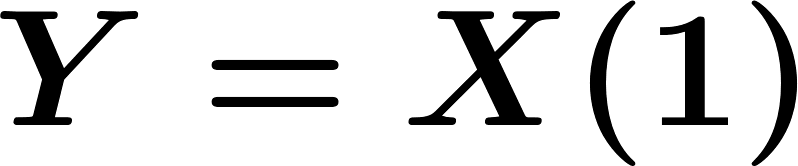 Y = X(1)